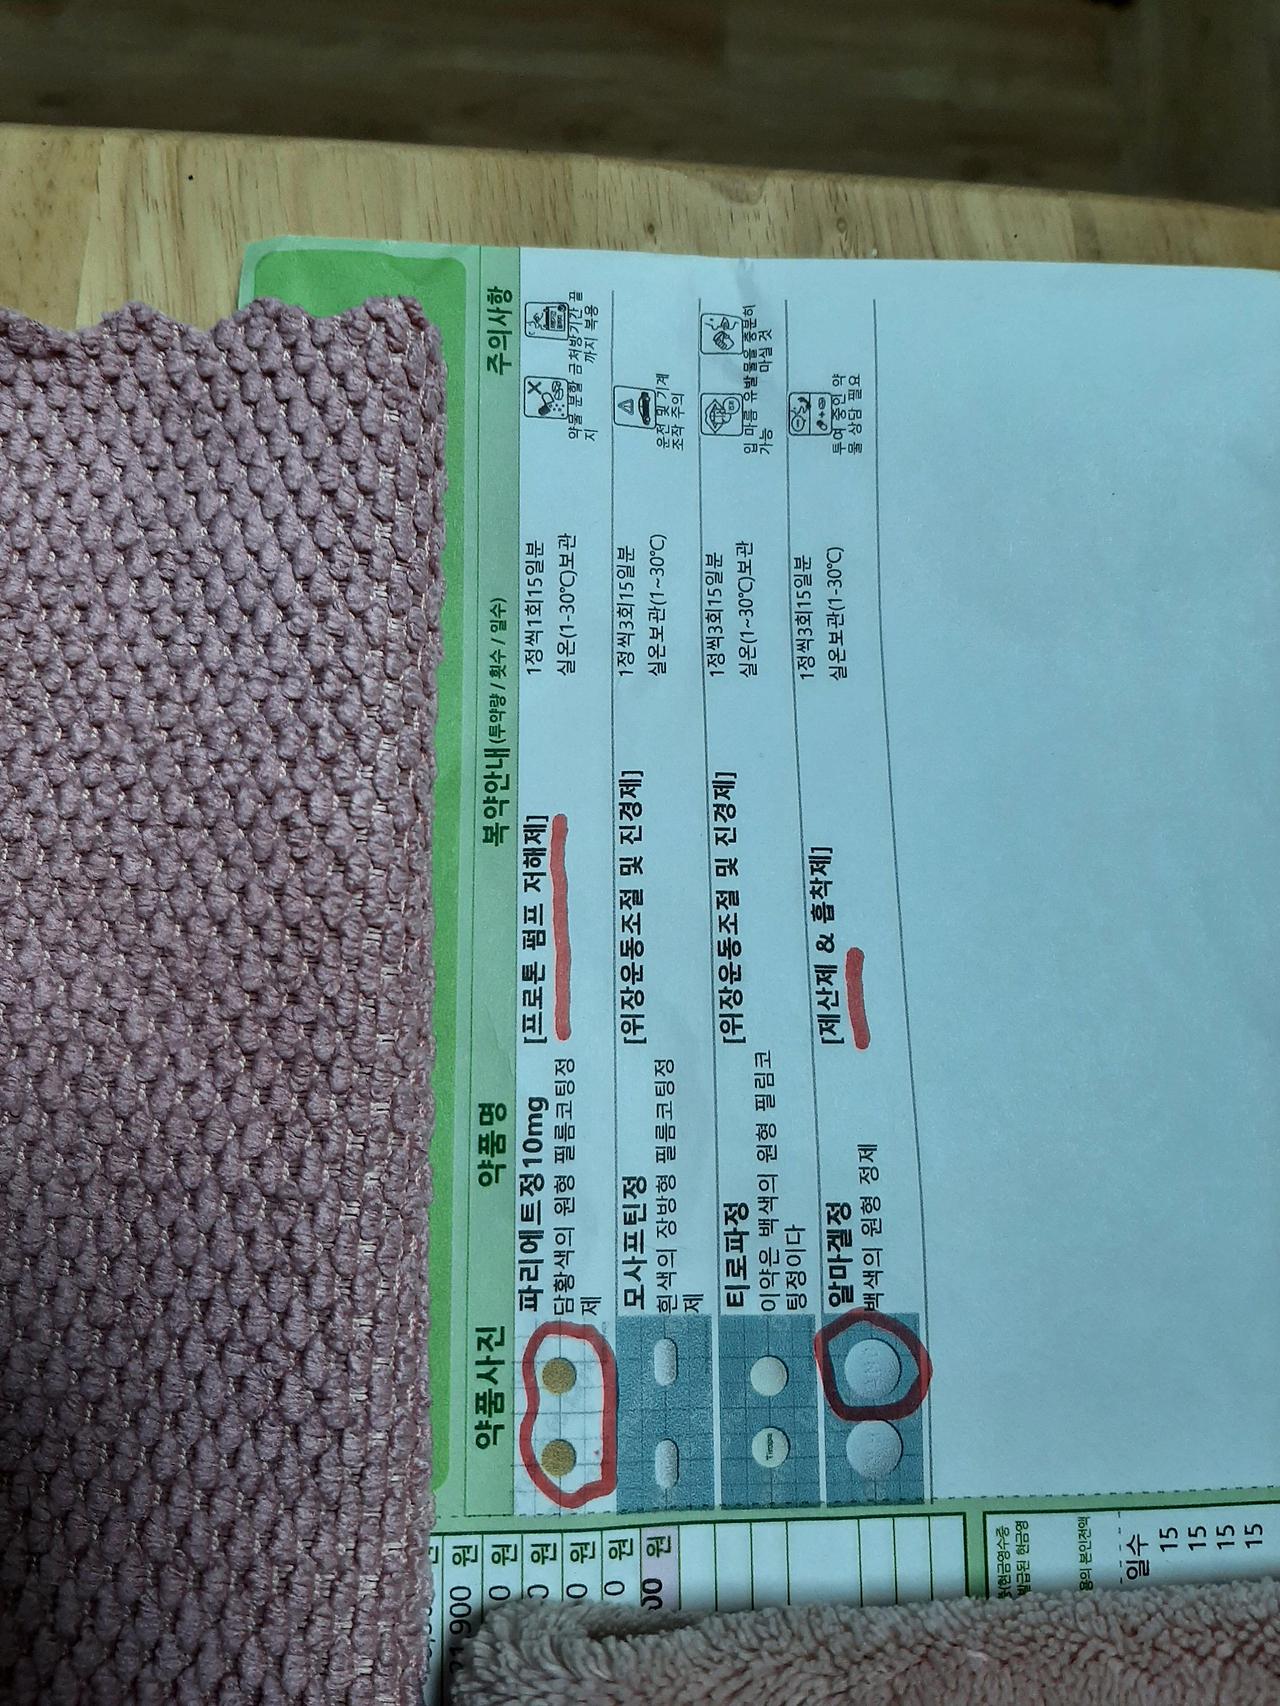 약품사진 약품명 복약안내(투약량 / 횟수 / 일수) 주의사항
파리에트정10mg [프로톤 펌프 저해제] 1정씩1회15일분
담황색의 원형 필름코팅정제 실온(1-30℃)보관
약물 분할 금지
처방기간 끝까지 복용
모사프틴정 [위장운동조절 및 진경제] 1정씩3회15일분
흰색의 장방형 필름코팅정제 실온보관(1~30℃)
운전 및 기계 조작 주의
티로파정 [위장운동조절 및 진경제] 1정씩3회15일분
이약은 백색의 원형 필림코팅정이다 실온(1~30℃)보관
입 마름 유발 가능
물을 충분히 마실 것
알마겔정 [제산제 & 흡착제] 1정씩3회15일분
백색의 원형 정제 실온보관(1-30℃)
투여 중인 약물 상담 필요
원
900 원
0 원
0 원
0 원
0 원
00 원
일수
15
15
15
15